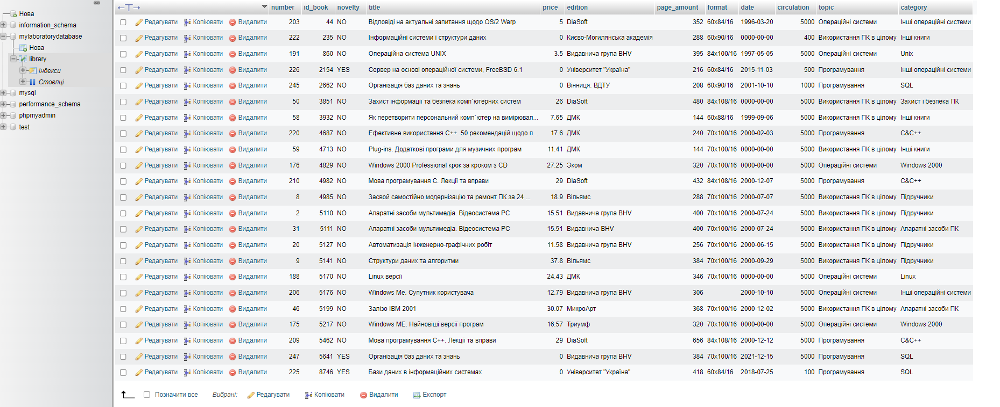 Нова
information_schema
mylaboratorydatabase
Нова
library
Індекси
Стовпці
mysql
performance_schema
phpmyadmin
test
←T→ number id_book novelty title price edition page_amount format date circulation topic category
Редагувати Копіювати Видалити 203 44 NO Відповіді на актуальні запитання щодо OS/2 Warp 5 DiaSoft 352 60x84/16 1996-03-20 5000 Операційні системи Інші операційні системи
Редагувати Копіювати Видалити 222 235 NO Інформаційні системи і структури даних 0 Києво-Могилянська академія 288 60x90/16 0000-00-00 400 Використання ПК в цілому Інші книги
Редагувати Копіювати Видалити 191 860 NO Операційна система UNIX 3.5 Видавнича група BHV 395 84x100/16 1997-05-05 5000 Операційні системи Unix
Редагувати Копіювати Видалити 226 2154 YES Сервер на основі операційної системи, FreeBSD 6.1 0 Університет "Україна" 216 60x84/16 2015-11-03 500 Програмування Інші операційні системи
Редагувати Копіювати Видалити 245 2662 NO Організація баз даних та знань 0 Вінниця: ВДТУ 208 60x90/16 2001-10-10 1000 Програмування SQL
Редагувати Копіювати Видалити 50 3851 NO Захист інформації та безпека комп`ютерних систем 26 DiaSoft 480 84x108/16 0000-00-00 5000 Використання ПК в цілому Захист і безпека ПК
Редагувати Копіювати Видалити 58 3932 NO Як перетворити персональний комп`ютер на вимірювал... 7.65 ДМК 144 60x88/16 1999-09-06 5000 Використання ПК в цілому Інші книги
Редагувати Копіювати Видалити 220 4687 NO Ефективне використання C++ .50 рекомендацій щодо п... 17.6 ДМК 240 70x100/16 2000-02-03 5000 Програмування C&C++
Редагувати Копіювати Видалити 59 4713 NO Plug-ins. Додаткові програми для музичних програм 11.41 ДМК 144 70x100/16 0000-00-00 5000 Використання ПК в цілому Інші книги
Редагувати Копіювати Видалити 176 4829 NO Windows 2000 Professional крок за кроком з CD 27.25 Эком 320 70x100/16 0000-00-00 5000 Операційні системи Windows 2000
Редагувати Копіювати Видалити 210 4982 NO Мова програмування С. Лекції та вправи 29 DiaSoft 432 84x108/16 2000-12-07 5000 Програмування C&C++
Редагувати Копіювати Видалити 8 4985 NO Засвой самостійно модернізацію та ремонт ПК за 24 ... 18.9 Вільямс 288 70x100/16 2000-07-07 5000 Використання ПК в цілому Підручники
Редагувати Копіювати Видалити 2 5110 NO Апаратні засоби мультимедіа. Відеосистема РС 15.51 Видавнича група BHV 400 70x100/16 2000-07-24 5000 Використання ПК в цілому Підручники
Редагувати Копіювати Видалити 31 5111 NO Апаратні засоби мультимедіа. Відеосистема РС 15.51 Видавнича BHV 400 70x100/16 2000-07-24 5000 Використання ПК в цілому Апаратні засоби ПК
Редагувати Копіювати Видалити 20 5127 NO Автоматизація інженерно-графічних робіт 11.58 Видавнича група BHV 256 70x100/16 2000-06-15 5000 Використання ПК в цілому Підручники
Редагувати Копіювати Видалити 9 5141 NO Структури даних та алгоритми 37.8 Вільямс 384 70x100/16 2000-09-29 5000 Використання ПК в цілому Підручники
Редагувати Копіювати Видалити 188 5170 NO Linux версії 24.43 ДМК 346 70x100/16 0000-00-00 5000 Операційні системи Linux
Редагувати Копіювати Видалити 206 5176 NO Windows Me. Супутник користувача 12.79 Видавнича група BHV 306 2000-10-10 5000 Операційні системи Інші операційні системи
Редагувати Копіювати Видалити 46 5199 NO Залізо IBM 2001 30.07 МикроАрт 368 70x100/16 2000-12-02 5000 Використання ПК в цілому Апаратні засоби ПК
Редагувати Копіювати Видалити 175 5217 NO Windows ME. Найновіші версії програм 16.57 Триумф 320 70x100/16 0000-00-00 5000 Операційні системи Windows 2000
Редагувати Копіювати Видалити 209 5462 NO Мова програмування С++. Лекції та вправи 29 DiaSoft 656 84x108/16 2000-12-12 5000 Програмування C&C++
Редагувати Копіювати Видалити 247 5641 YES Організація баз даних та знань 0 Видавнича група BHV 384 70x100/16 2021-12-15 5000 Програмування SQL
Редагувати Копіювати Видалити 225 8746 YES Бази даних в інформаційних системах 0 Університет "Україна" 418 60x84/16 2018-07-25 100 Програмування SQL
Позначити все Вибрані: Редагувати Копіювати Видалити Експорт